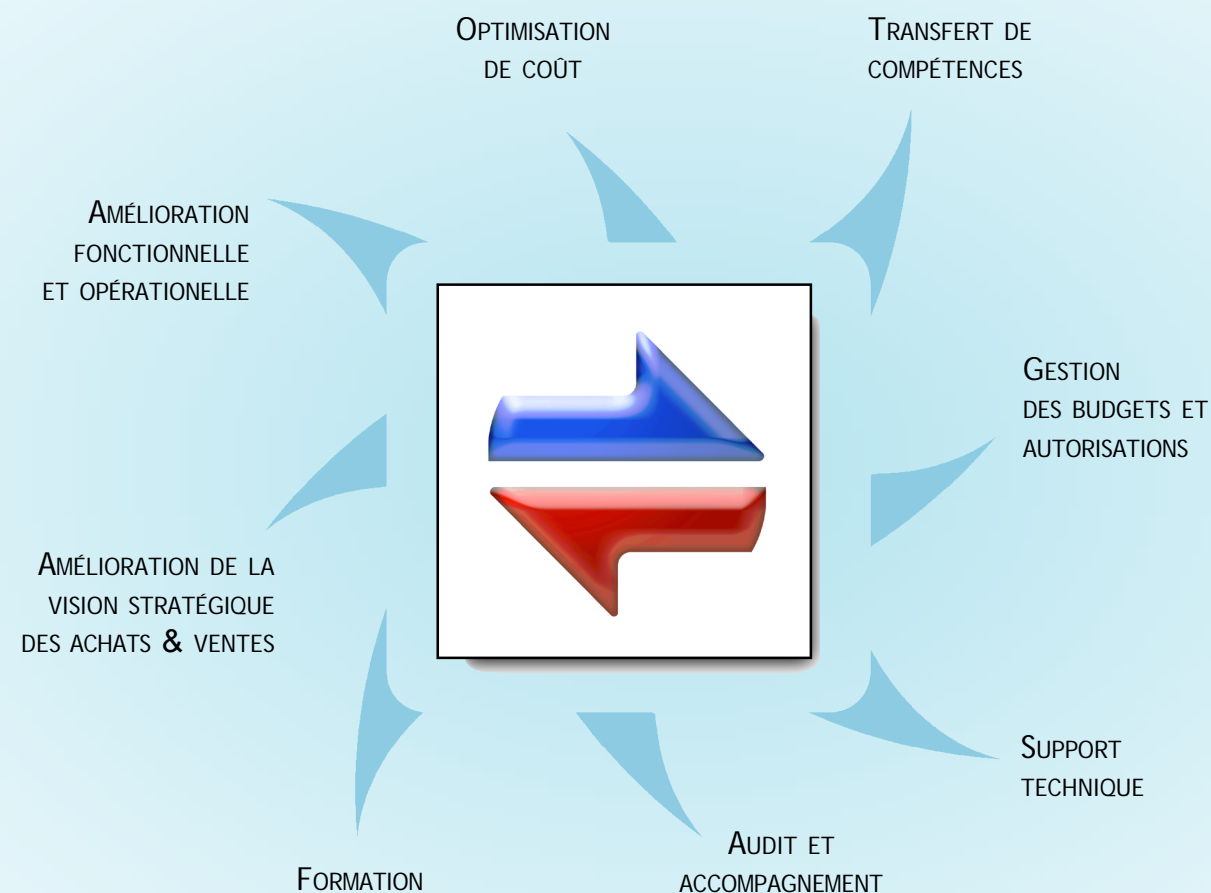 Optimisation
de coût
Transfert de
compétences
Amélioration
fonctionnelle
et opérationelle
Gestion
des budgets et
autorisations
Amélioration de la
vision stratégique
des achats & ventes
Support
technique
Audit et
accompagnement
Formation